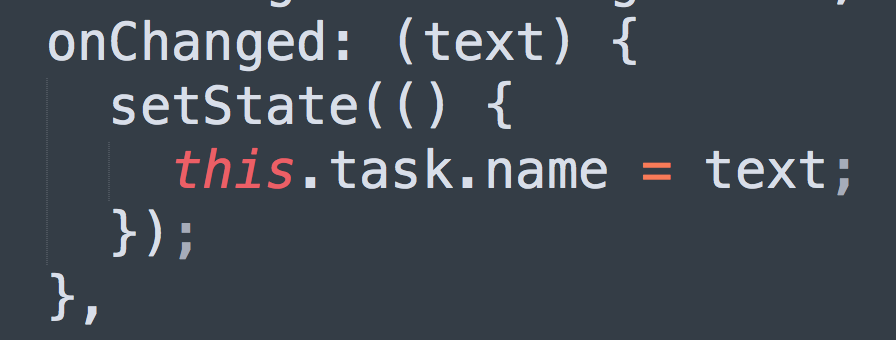 onChanged: (text) {
setState(() {
this.task.name = text;
});
},